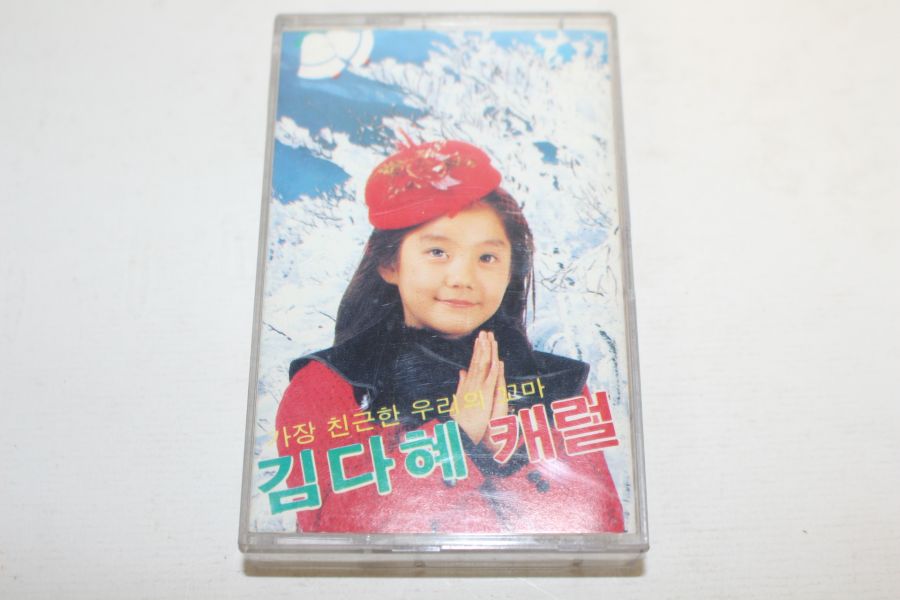 가장 친근한 우리의 꼬마
김다혜 캐럴